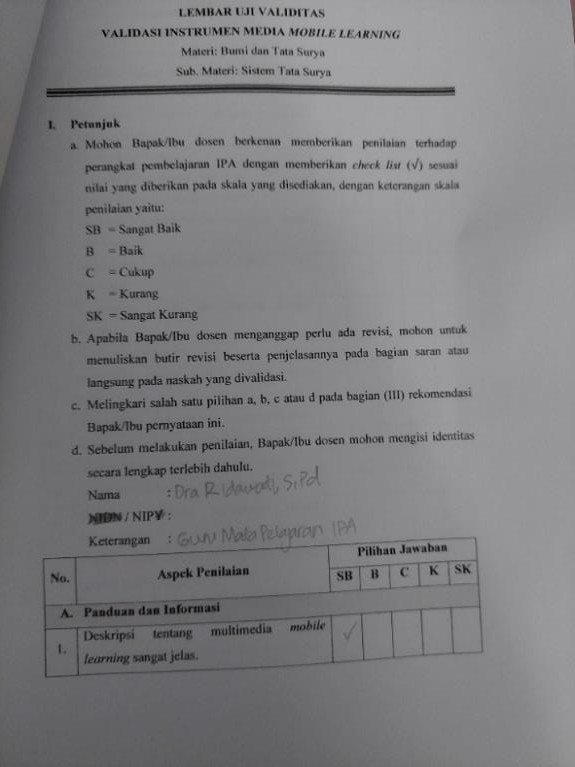 LEMBAR UJI VALIDITAS
VALIDASI INSTRUMEN MEDIA MOBILE LEARNING
Materi: Bumi dan Tata Surya
Sub. Materi: Sistem Tata Surya
I. Petunjuk
a. Mohon Bapak/Ibu dosen berkenan memberikan penilaian terhadap
perangkat pembelajaran IPA dengan memberikan check list (√) sesuai
nilai yang diberikan pada skala yang disediakan, dengan keterangan skala
penilaian yaitu:
SB = Sangat Baik
B = Baik
C = Cukup
K = Kurang
SK = Sangat Kurang
b. Apabila Bapak/Ibu dosen menganggap perlu ada revisi, mohon untuk
menuliskan butir revisi beserta penjelasannya pada bagian saran atau
langsung pada naskah yang divalidasi.
c. Melingkari salah satu pilihan a, b, c atau d pada bagian (III) rekomendasi
Bapak/Ibu pernyataan ini.
d. Sebelum melakukan penilaian, Bapak/Ibu dosen mohon mengisi identitas
secara lengkap terlebih dahulu.
Nama : Dra Ridawati, S.Pd
NIDN / NIPY :
Keterangan : Guru Mata Pelajaran IPA
No. Aspek Penilaian Pilihan Jawaban
SB B C K SK
A. Panduan dan Informasi
1. Deskripsi tentang multimedia mobile √
learning sangat jelas.